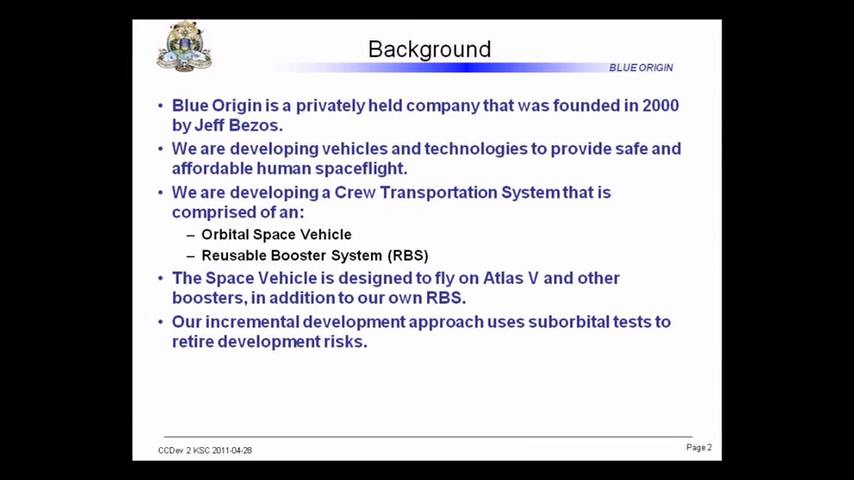 Background
BLUE ORIGIN
• Blue Origin is a privately held company that was founded in 2000
by Jeff Bezos.
• We are developing vehicles and technologies to provide safe and
affordable human spaceflight.
• We are developing a Crew Transportation System that is
comprised of an:
– Orbital Space Vehicle
– Reusable Booster System (RBS)
• The Space Vehicle is designed to fly on Atlas V and other
boosters, in addition to our own RBS.
• Our incremental development approach uses suborbital tests to
retire development risks.
CCDev 2 KSC 2011-04-28
Page 2